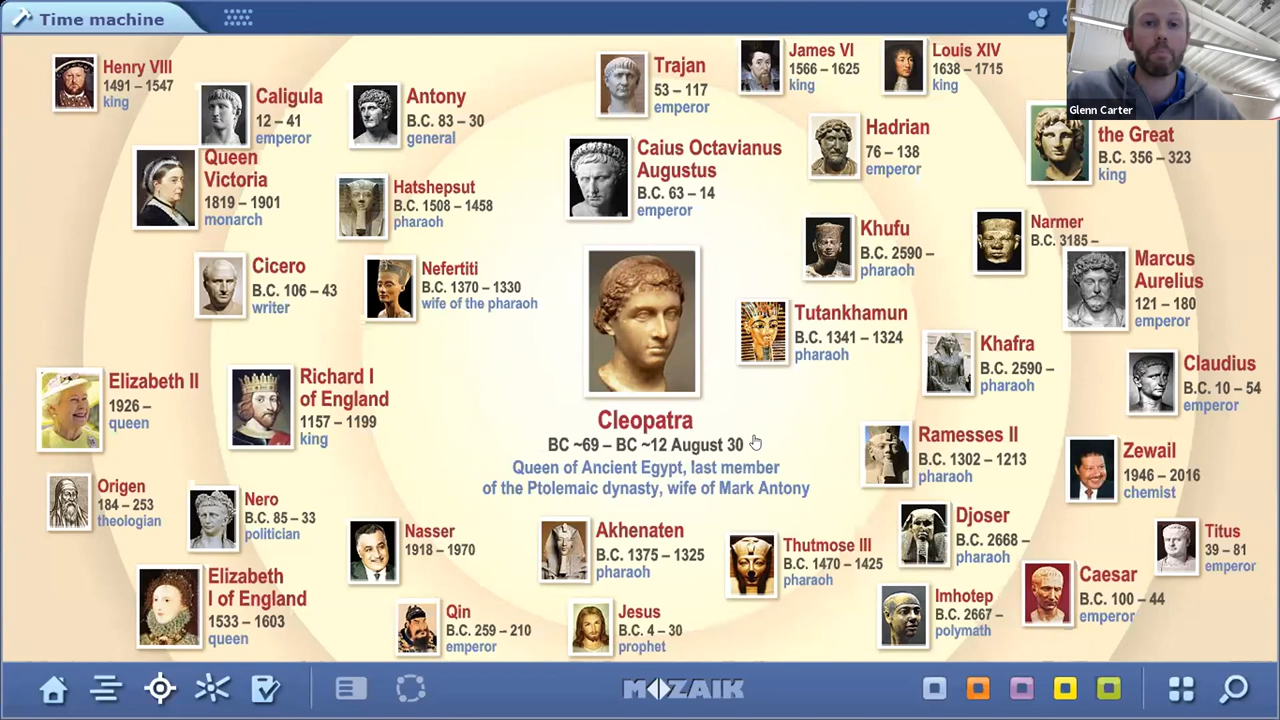 Time machine
Glenn Carter
Henry VIII
1491 – 1547
king
Caligula
12 – 41
emperor
Antony
B.C. 83 – 30
general
Trajan
53 – 117
emperor
James VI
1566 – 1625
king
Louis XIV
1638 – 1715
king
Queen
Victoria
1819 – 1901
monarch
Hatshepsut
B.C. 1508 – 1458
pharaoh
Caius Octavianus
Augustus
B.C. 63 – 14
emperor
Hadrian
76 – 138
emperor
the Great
B.C. 356 – 323
king
Khufu
B.C. 2590 –
pharaoh
Narmer
B.C. 3185 –
Marcus
Aurelius
121 – 180
emperor
Cicero
B.C. 106 – 43
writer
Nefertiti
B.C. 1370 – 1330
wife of the pharaoh
Tutankhamun
B.C. 1341 – 1324
pharaoh
Khafra
B.C. 2590 –
pharaoh
Claudius
B.C. 10 – 54
emperor
Elizabeth II
1926 –
queen
Richard I
of England
1157 – 1199
king
Cleopatra
BC ~69 – BC ~12 August 30
Queen of Ancient Egypt, last member
of the Ptolemaic dynasty, wife of Mark Antony
Ramesses II
B.C. 1302 – 1213
pharaoh
Zewail
1946 – 2016
chemist
Origen
184 – 253
theologian
Nero
B.C. 85 – 33
politician
Nasser
1918 – 1970
Akhenaten
B.C. 1375 – 1325
pharaoh
Thutmose III
B.C. 1470 – 1425
pharaoh
Djoser
B.C. 2668 –
pharaoh
Titus
39 – 81
emperor
Elizabeth
I of England
1533 – 1603
queen
Qin
B.C. 259 – 210
emperor
Jesus
B.C. 4 – 30
prophet
Imhotep
B.C. 2667 –
polymath
Caesar
B.C. 100 – 44
emperor
MOZAIK